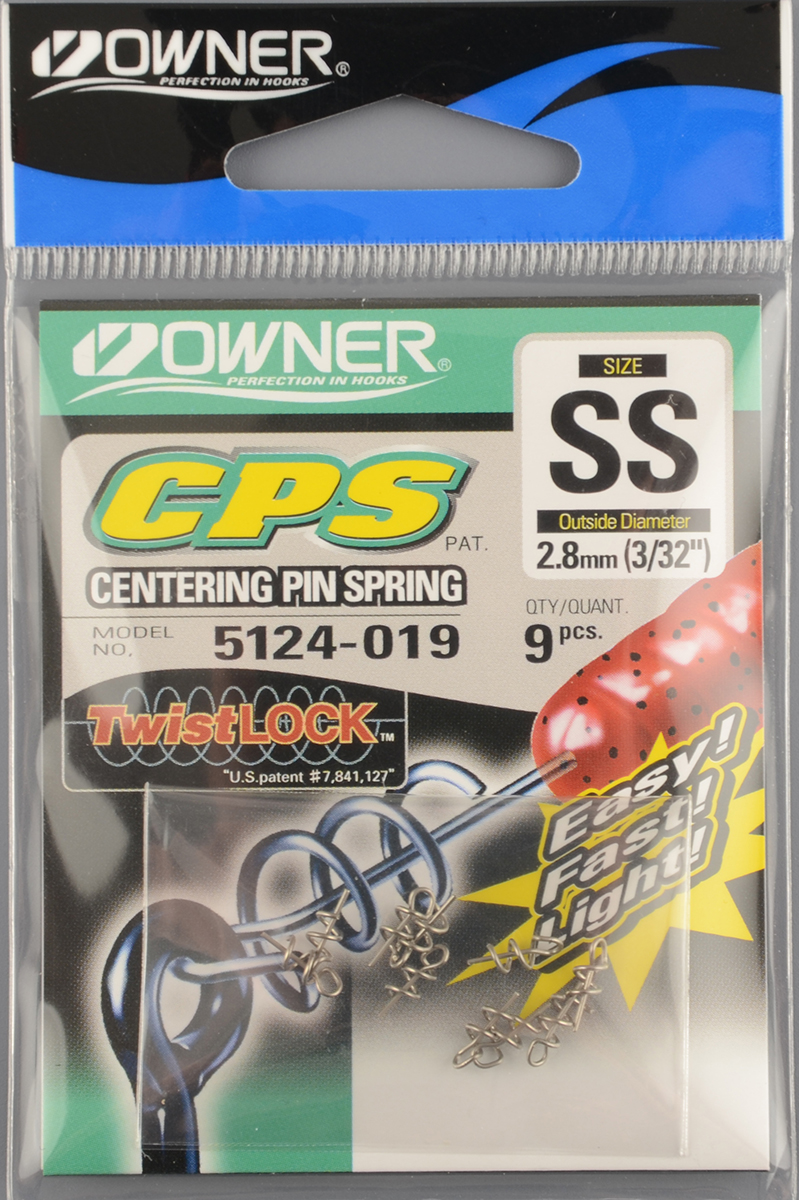 OWNER®
PERFECTION IN HOOKS
OWNER®
PERFECTION IN HOOKS
SIZE
SS
Outside Diameter
2.8mm (3/32")
CPS
PAT.
CENTERING PIN SPRING
MODEL NO. 5124-019
QTY/QUANT.
9 pcs.
TwistLOCK™
"U.S.patent #7,841,127"
Easy!
Fast!
Light!